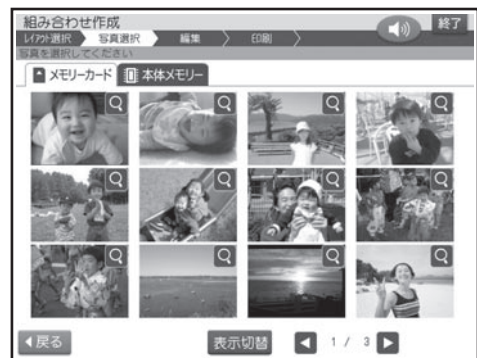 組み合わせ作成
終了
レイアウト選択 写真選択 編集 印刷
写真を選択してください
メモリーカード 本体メモリー
戻る 表示切替 1 / 3